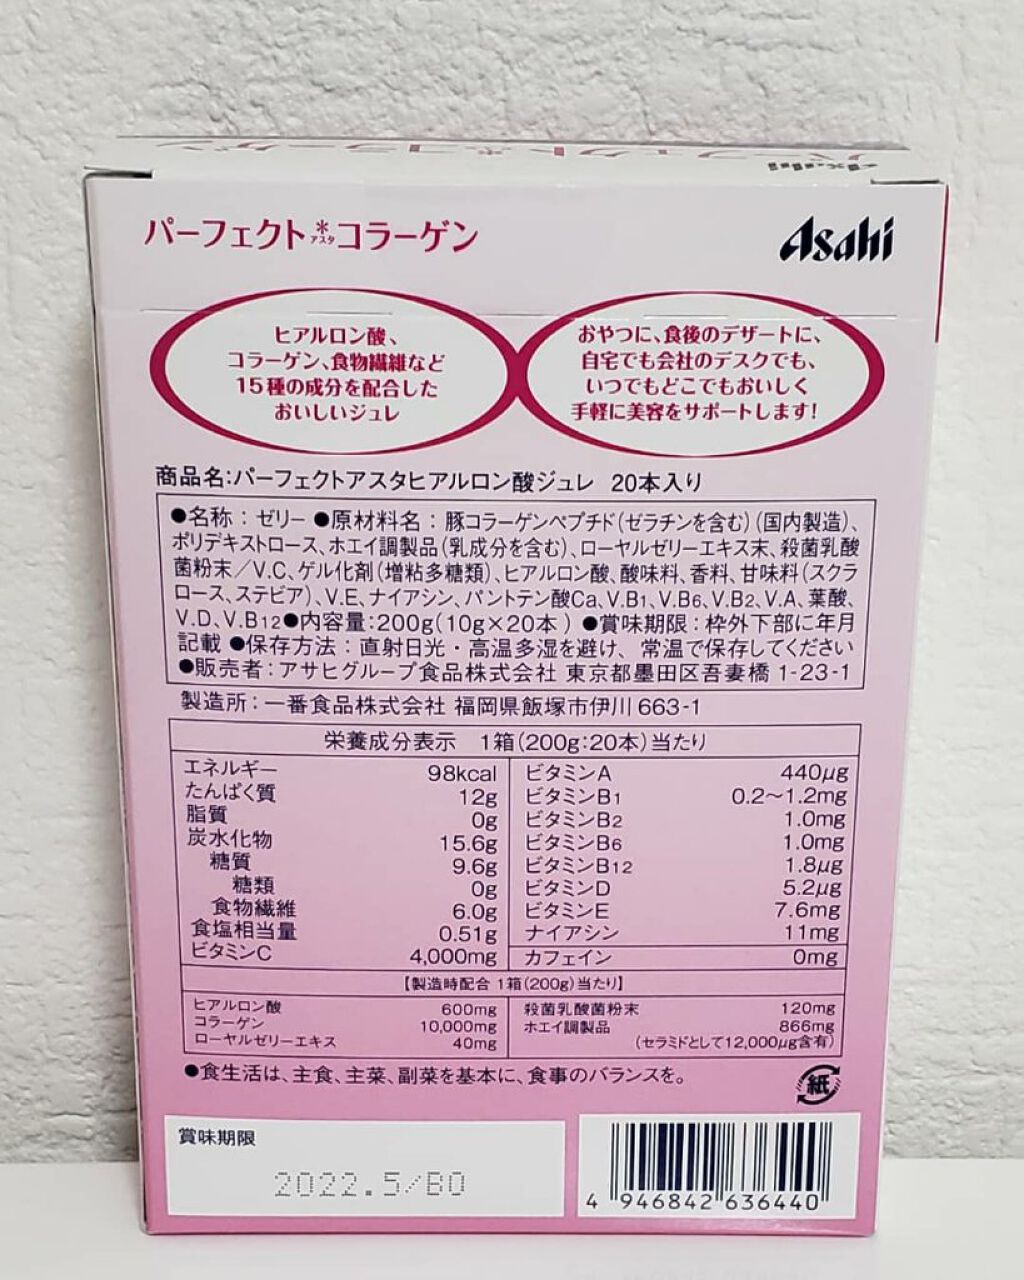 パーフェクト*アスタコラーゲン
Asahi
ヒアルロン酸、
コラーゲン、食物繊維など
15種の成分を配合した
おいしいジュレ
おやつに、食後のデザートに、
自宅でも会社のデスクでも、
いつでもどこでもおいしく
手軽に美容をサポートします!
商品名:パーフェクトアスタヒアルロン酸ジュレ 20本入り
●名称:ゼリー ●原材料名:豚コラーゲンペプチド(ゼラチンを含む)(国内製造)、
ポリデキストロース、ホエイ調製品(乳成分を含む)、ローヤルゼリーエキス末、殺菌乳酸
菌粉末/V.C、ゲル化剤(増粘多糖類)、ヒアルロン酸、酸味料、香料、甘味料(スクラ
ロース、ステビア)、V.E、ナイアシン、パントテン酸Ca、V.B1、V.B6、V.B2、V.A、葉酸、
V.D、V.B12●内容量:200g(10g×20本)●賞味期限:枠外下部に年月
記載 ●保存方法:直射日光・高温多湿を避け、常温で保存してください
●販売者:アサヒグループ食品株式会社 東京都墨田区吾妻橋 1-23-1
製造所:一番食品株式会社 福岡県飯塚市伊川 663-1
栄養成分表示 1箱(200g:20本)当たり
エネルギー 98kcal
たんぱく質 12g
脂質 0g
炭水化物 15.6g
糖質 9.6g
糖類 0g
食物繊維 6.0g
食塩相当量 0.51g
ビタミンC 4,000mg
ビタミンA 440μg
ビタミンB1 0.2~1.2mg
ビタミンB2 1.0mg
ビタミンB6 1.0mg
ビタミンB12 1.8μg
ビタミンD 5.2μg
ビタミンE 7.6mg
ナイアシン 11mg
カフェイン 0mg
【製造時配合 1箱(200g)当たり】
ヒアルロン酸 600mg
コラーゲン 10,000mg
ローヤルゼリーエキス 40mg
殺菌乳酸菌粉末 120mg
ホエイ調製品 866mg
(セラミドとして12,000μg含有)
●食生活は、主食、主菜、副菜を基本に、食事のバランスを。
紙
賞味期限
2022.5/B0
4 946842 636440